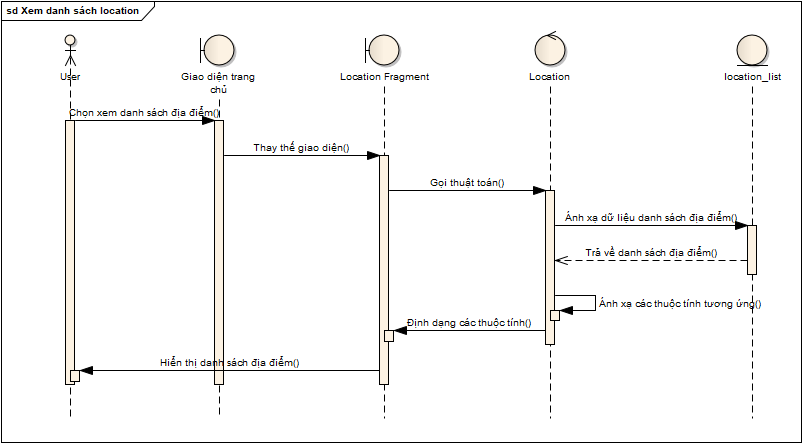 sd Xem danh sách location
User
Giao diện trang
chủ
Location Fragment
Location
location_list
Chọn xem danh sách địa điểm()
Thay thế giao diện()
Gọi thuật toán()
Ánh xạ dữ liệu danh sách địa điểm()
Trả về danh sách địa điểm()
Ánh xạ các thuộc tính tương ứng()
Định dạng các thuộc tính()
Hiển thị danh sách địa điểm()